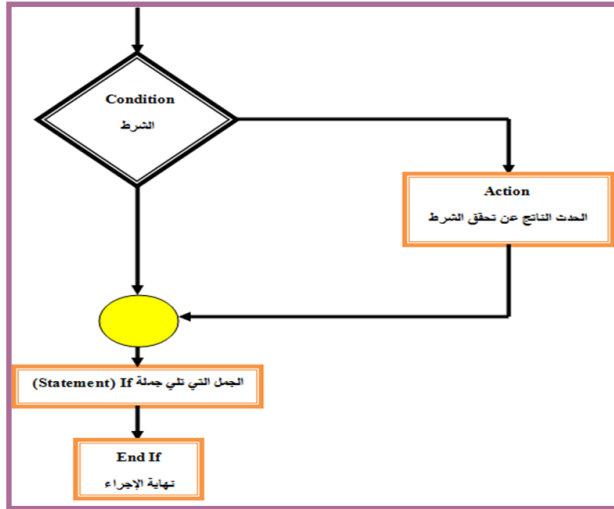 Condition
الشرط
Action
الحدث الناتج عن تحقق الشرط
الجمل التي تلي جملة If (Statement)
End If
نهاية الإجراء